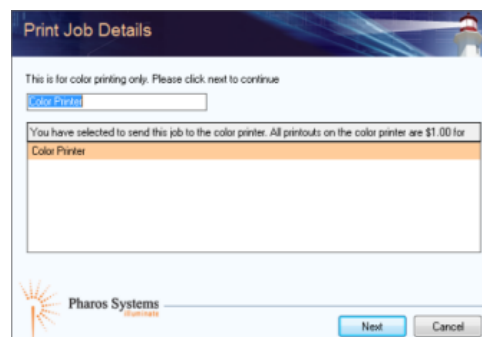 Print Job Details
This is for color printing only. Please click next to continue
Color Printer
You have selected to send this job to the color printer. All printouts on the color printer are $1.00 for
Color Printer
Pharos Systems
illuminate
Next Cancel